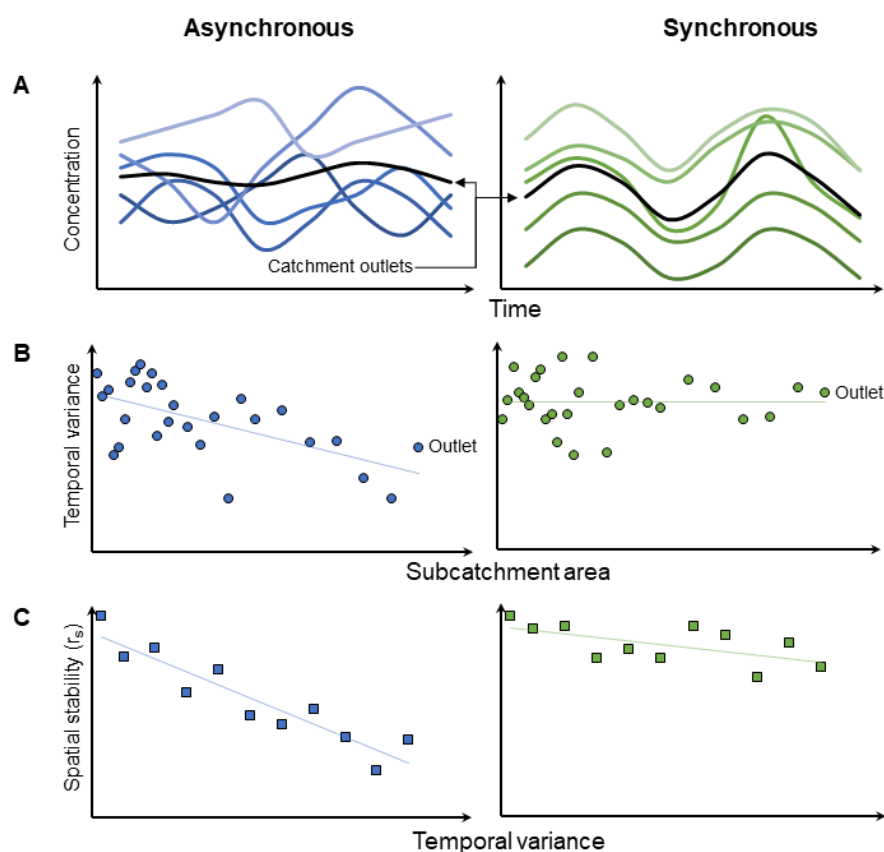 Asynchronous
Synchronous
A
Concentration
Catchment outlets
Time
B
Temporal variance
Outlet
Outlet
Subcatchment area
C
Spatial stability (rₛ)
Temporal variance